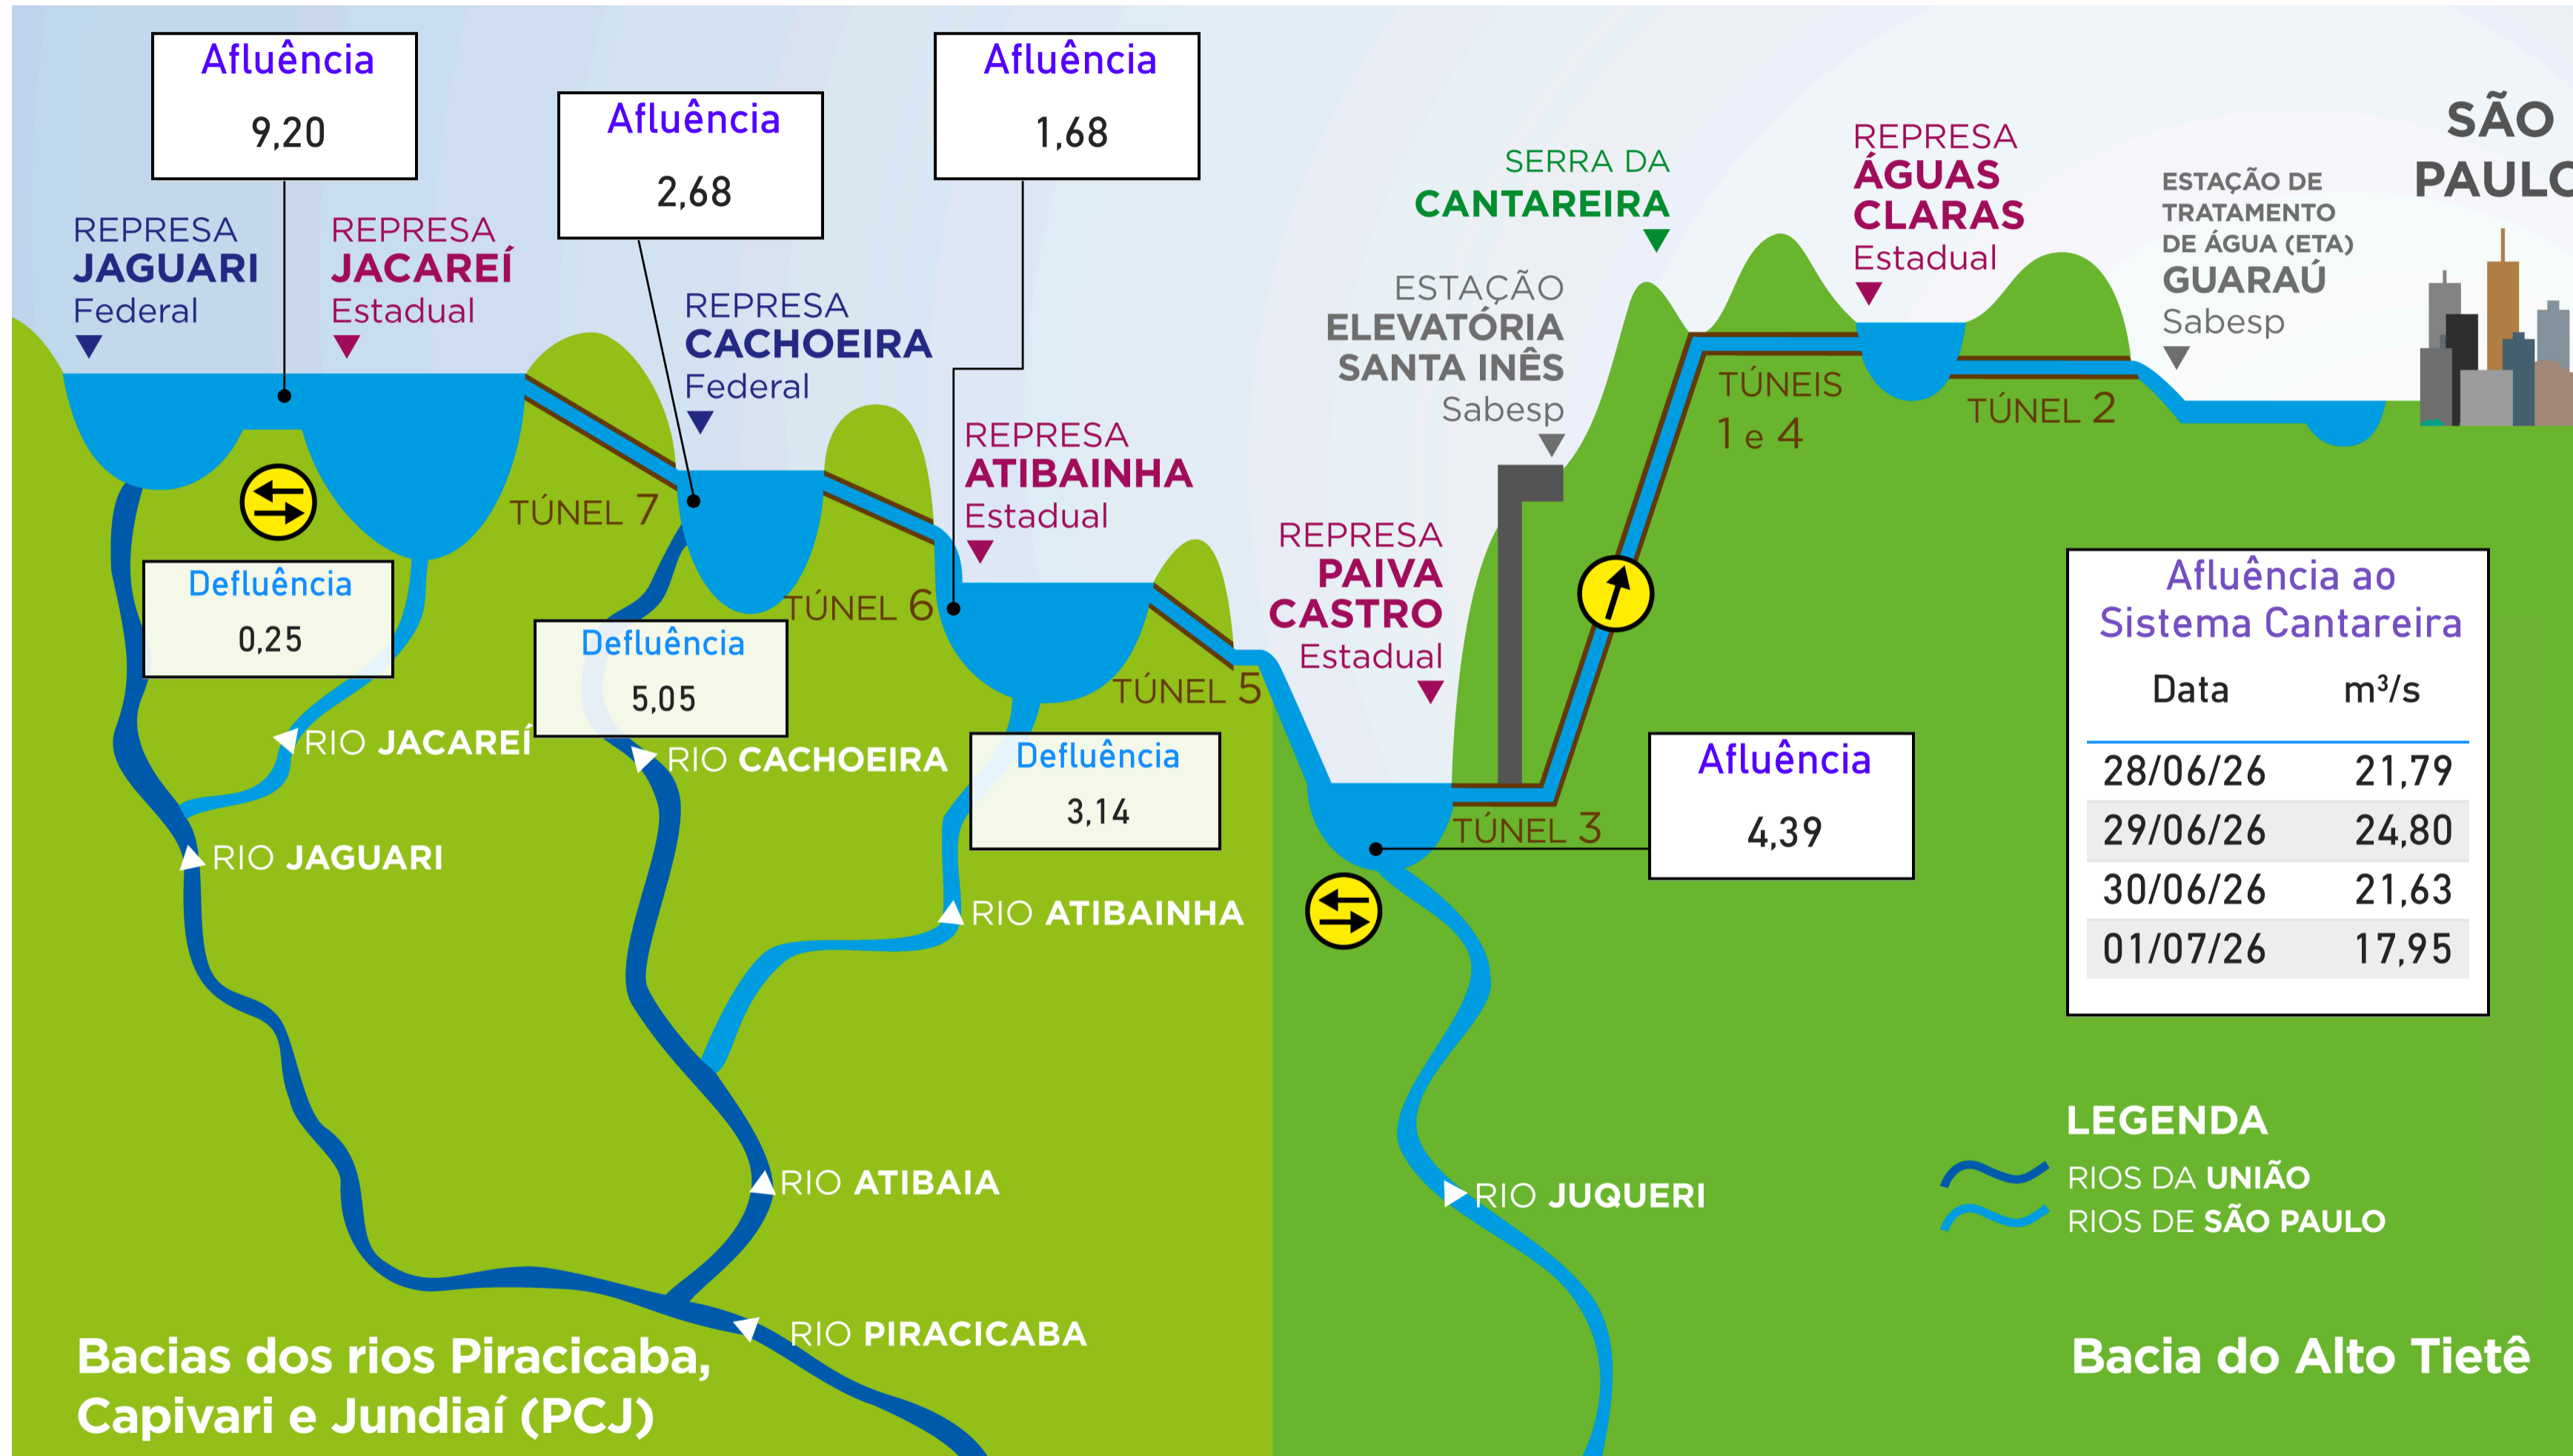 Afluência
9,20
Afluência
2,68
Afluência
1,68
REPRESA
JAGUARI
Federal
REPRESA
JACAREÍ
Estadual
REPRESA
CACHOEIRA
Federal
REPRESA
ATIBAINHA
Estadual
SERRA DA
CANTAREIRA
ESTAÇÃO
ELEVATÓRIA
SANTA INÊS
Sabesp
REPRESA
ÁGUAS
CLARAS
Estadual
ESTAÇÃO DE
TRATAMENTO
DE ÁGUA (ETA)
GUARAÚ
Sabesp
SÃO
PAULO
TÚNEL 7
TÚNEL 6
TÚNEL 5
TÚNEIS
1 e 4
TÚNEL 2
REPRESA
PAIVA
CASTRO
Estadual
TÚNEL 3
Defluência
0,25
Defluência
5,05
Defluência
3,14
Afluência
4,39
Afluência ao
Sistema Cantareira
Data m³/s
28/06/26 21,79
29/06/26 24,80
30/06/26 21,63
01/07/26 17,95
RIO JACAREÍ
RIO CACHOEIRA
RIO JAGUARI
RIO ATIBAINHA
RIO ATIBAIA
RIO JUQUERI
RIO PIRACICABA
LEGENDA
RIOS DA UNIÃO
RIOS DE SÃO PAULO
Bacias dos rios Piracicaba,
Capivari e Jundiaí (PCJ)
Bacia do Alto Tietê